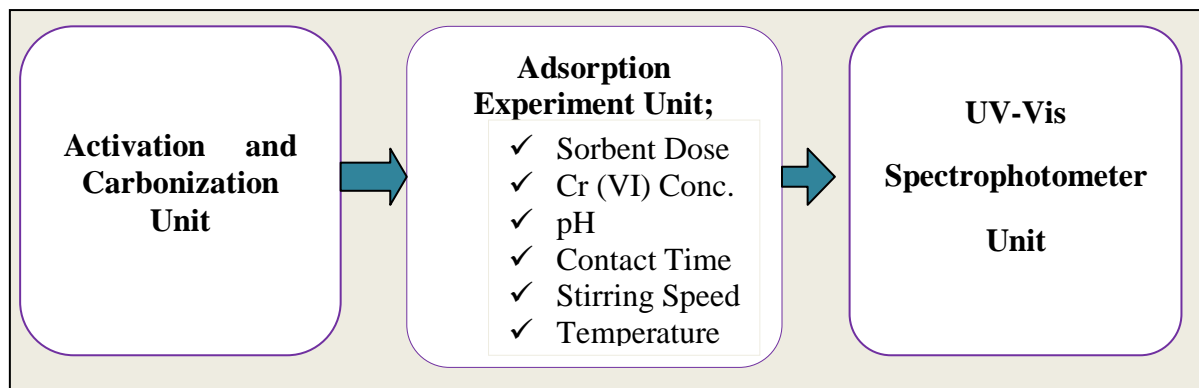 Activation and
Carbonization
Unit
Adsorption
Experiment Unit;
✓ Sorbent Dose
✓ Cr (VI) Conc.
✓ pH
✓ Contact Time
✓ Stirring Speed
✓ Temperature
UV-Vis
Spectrophotometer
Unit